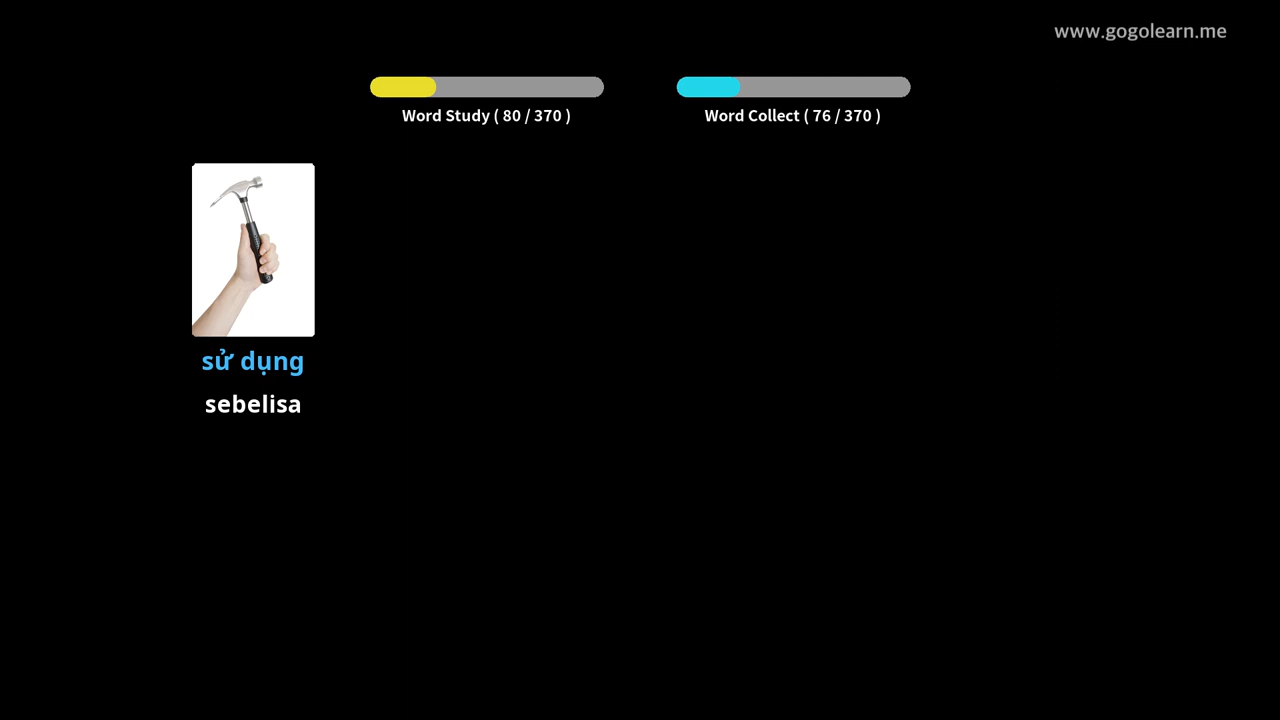 www.gogolearn.me
Word Study ( 80 / 370 )
Word Collect ( 76 / 370 )
sử dụng
sebelisa